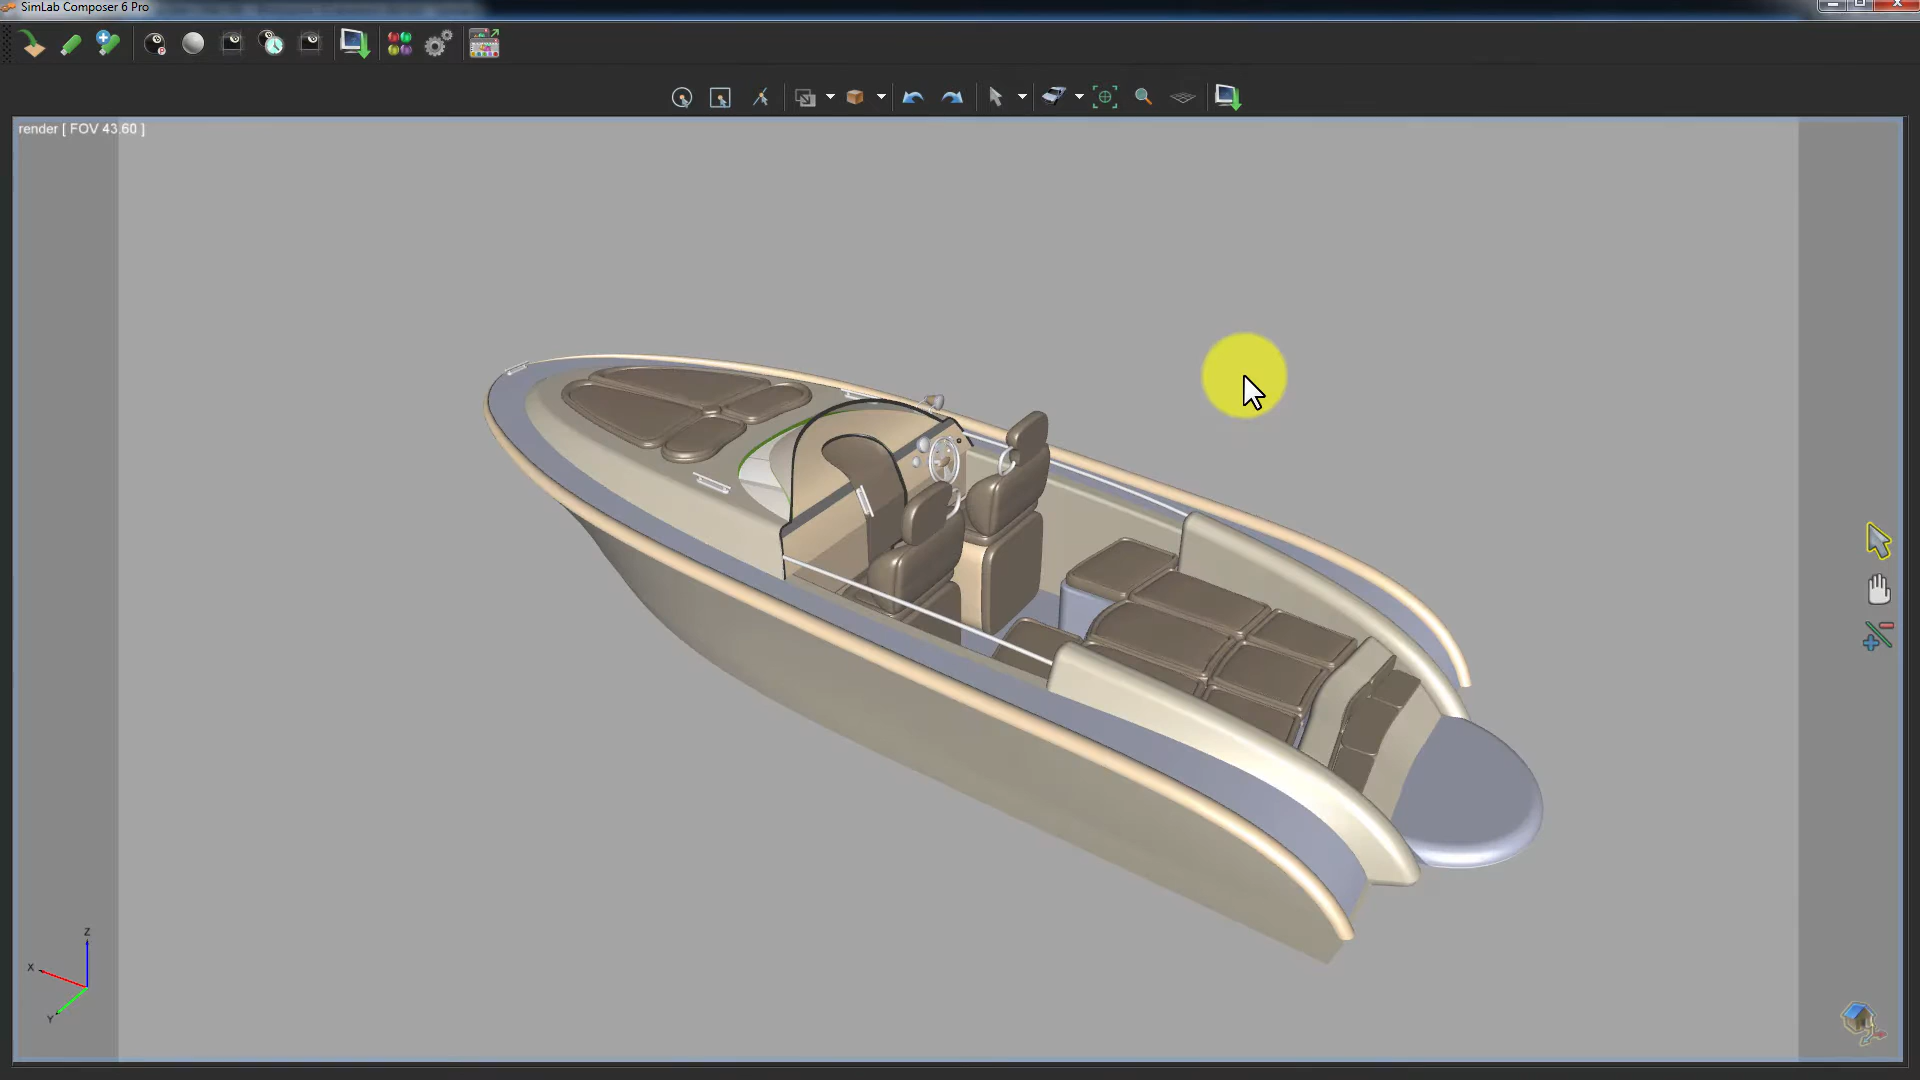 SimLab Composer 6 Pro
render [ FOV 43.60 ]
Z
X
Y